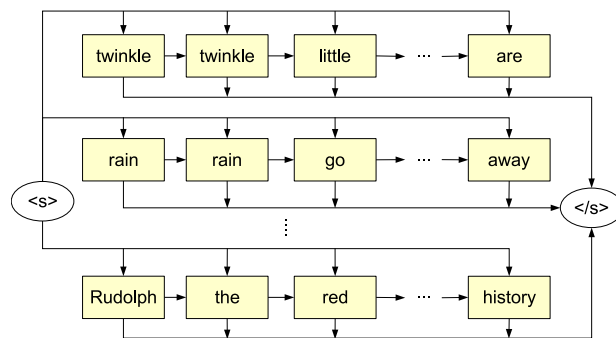 twinkle twinkle little ... are
rain rain go ... away
<s> </s>
Rudolph the red ... history